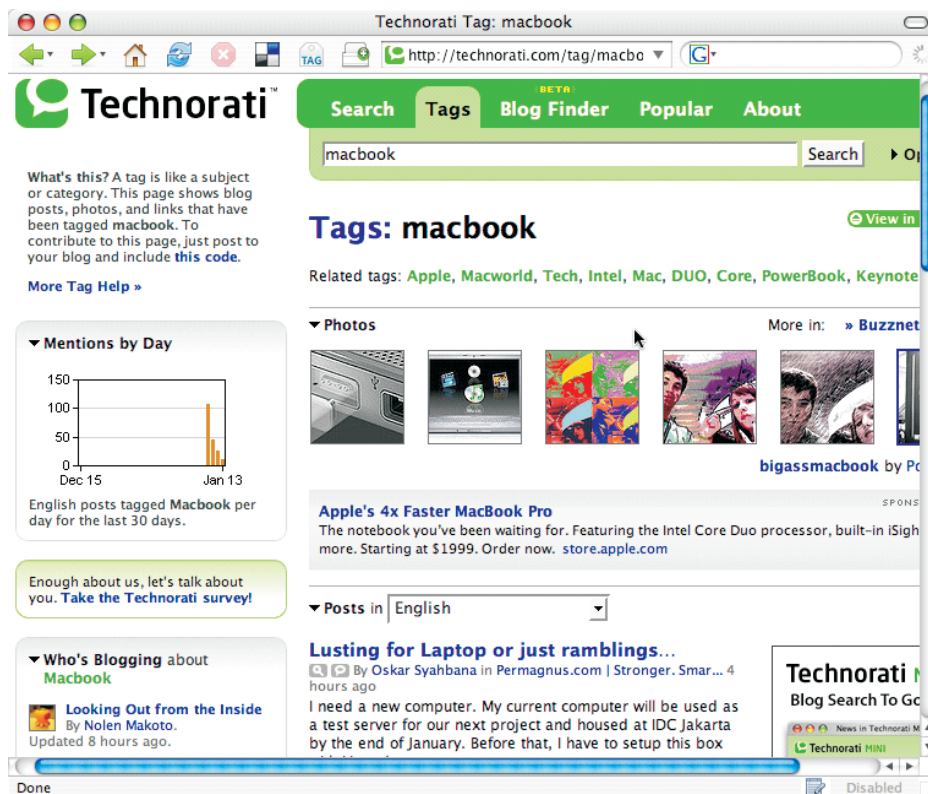 Technorati Tag: macbook
TAG
http://technorati.com/tag/macbo
G
Technorati™
BETA
Search Tags Blog Finder Popular About
macbook
Search
What's this? A tag is like a subject
or category. This page shows blog
posts, photos, and links that have
been tagged macbook. To
contribute to this page, just post to
your blog and include this code.
More Tag Help »
Mentions by Day
150
100
50
0
Dec 15 Jan 13
English posts tagged Macbook per
day for the last 30 days.
Enough about us, let's talk about
you. Take the Technorati survey!
Who's Blogging about
Macbook
Looking Out from the Inside
By Nolen Makoto.
Updated 8 hours ago.
Tags: macbook
View in
Related tags: Apple, Macworld, Tech, Intel, Mac, DUO, Core, PowerBook, Keynote
Photos
More in: » Buzznet
bigassmacbook by
SPONS
Apple's 4x Faster MacBook Pro
The notebook you've been waiting for. Featuring the Intel Core Duo processor, built-in iSigh
more. Starting at $1999. Order now. store.apple.com
Posts in English
Lusting for Laptop or just ramblings...
By Oskar Syahbana in Permagnus.com | Stronger. Smar... 4
hours ago
I need a new computer. My current computer will be used as
a test server for our next project and housed at IDC Jakarta
by the end of January. Before that, I have to setup this box
Technorati
Blog Search To Go
News in Technorati M
Technorati MINI
Done
Disabled